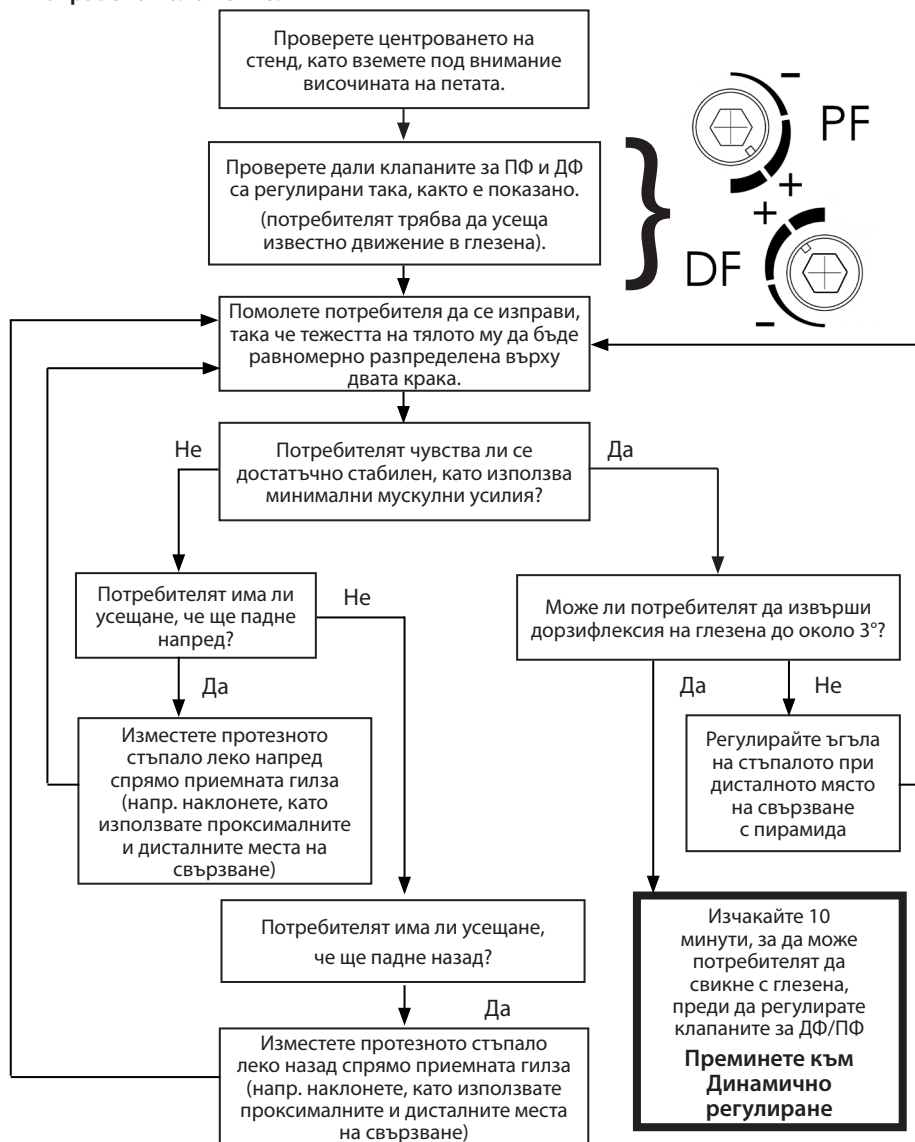 Проверете центроването на
стенд, като вземете под внимание
височината на петата.
Проверете дали клапаните за ПФ и ДФ
са регулирани така, както е показано.
(потребителят трябва да усеща
известно движение в глезена).
–
PF
+
+
DF
–
Помолете потребителя да се изправи,
така че тежестта на тялото му да бъде
равномерно разпределена върху
двата крака.
Не
Потребителят чувства ли се
достатъчно стабилен, като използва
минимални мускулни усилия?
Да
Потребителят има ли
усещане, че ще падне
напред?
Не
Може ли потребителят да извърши
дорзифлексия на глезена до около 3°?
Да
Да
Не
Изместете протезното
стъпало леко напред
спрямо приемната гилза
(напр. наклонете, като
използвате проксималните
и дисталните места на
свързване)
Регулирайте ъгъла
на стъпалото при
дисталното място
на свързване
с пирамида
Потребителят има ли усещане,
че ще падне назад?
Да
Изместете протезното стъпало
леко назад спрямо приемната гилза
(напр. наклонете, като използвате
проксималните и дисталните места
на свързване)
Изчакайте 10
минути, за да може
потребителят да
свикне с глезена,
преди да регулирате
клапаните за ДФ/ПФ
Преминете към
Динамично
регулиране